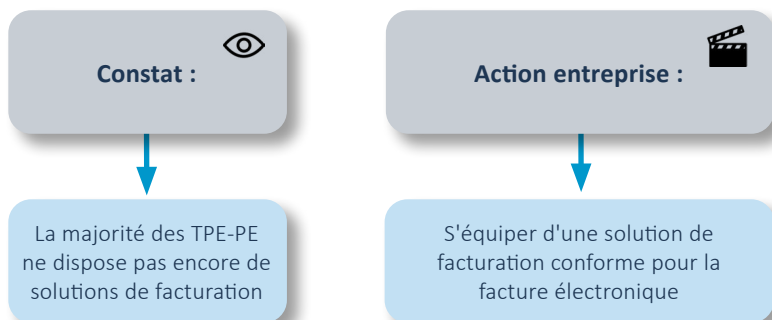 Constat :
La majorité des TPE-PE
ne dispose pas encore de
solutions de facturation
Action entreprise :
S'équiper d'une solution de
facturation conforme pour la
facture électronique